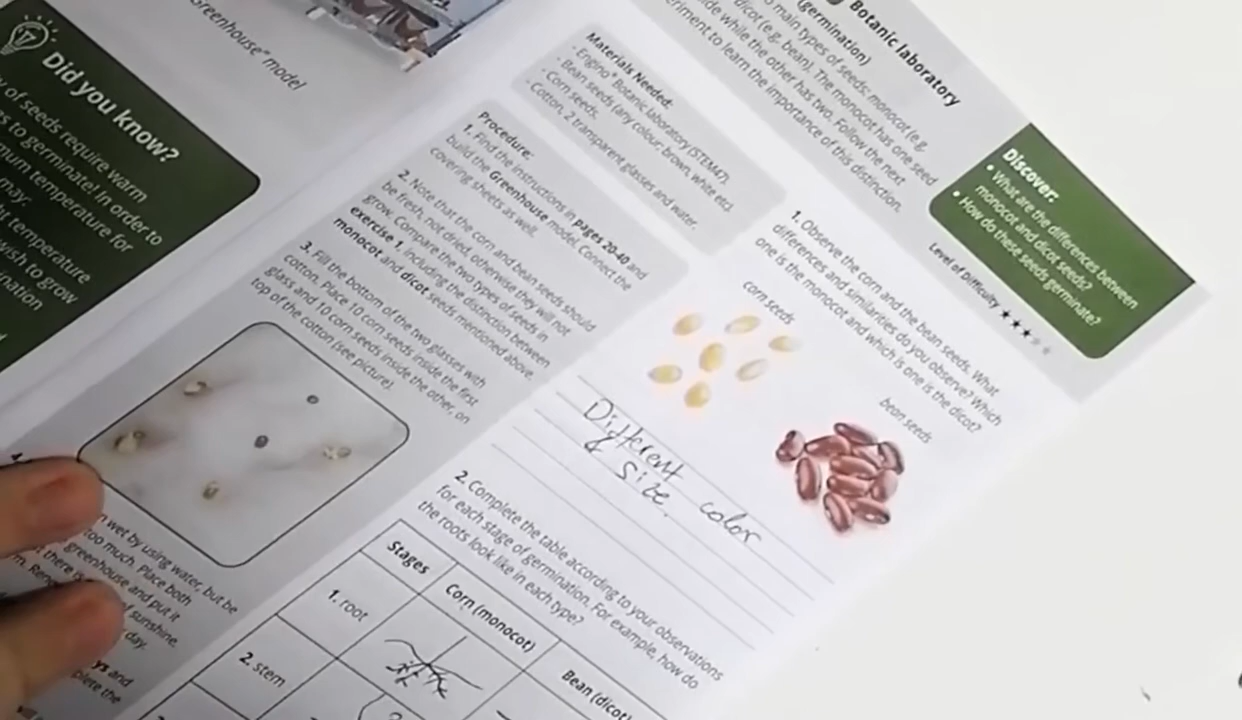 Greenhouse® model
Did you know?
of seeds require warm
to germinate! In order to
mum temperature for
may:
temperature
wish to grow
ination
Materials Needed:
- Engino® Botanic laboratory (STEM47).
- Bean seeds (any colour: brown, white etc).
- Corn seeds.
- Cotton, 2 transparent glasses and water.
Procedure:
1. Find the instructions in pages 20-40 and
build the Greenhouse model. Connect the
covering sheets as well.
2. Note that the corn and bean seeds should
be fresh, not dried, otherwise they will not
grow. Compare the two types of seeds in
exercise 1, including the distinction between
monocot and dicot seeds mentioned above.
3. Fill the bottom of the two glasses with
cotton. Place 10 corn seeds inside the first
glass and 10 corn seeds inside the other, on
top of the cotton (see picture).
wet by using water, but be
too much. Place both
greenhouse and put it
sunshine.
day.
ys and
plete the
Botanic laboratory
(germination)
main types of seeds: monocot (e.g.
dicot (e.g. bean). The monocot has one seed
while the other has two. Follow the next
eriment to learn the importance of this distinction.
Discover:
• What are the differences between
monocot and dicot seeds?
• How do these seeds germinate?
Level of Difficulty ★★★★★
1. Observe the corn and the bean seeds. What
differences and similarities do you observe? Which
one is the monocot and which is one is the dicot?
corn seeds
bean seeds
Different color
& size.
2. Complete the table according to your observations
for each stage of germination. For example, how do
the roots look like in each type?
Stages
Corn (monocot)
Bean (dicot)
1. root
2. stem